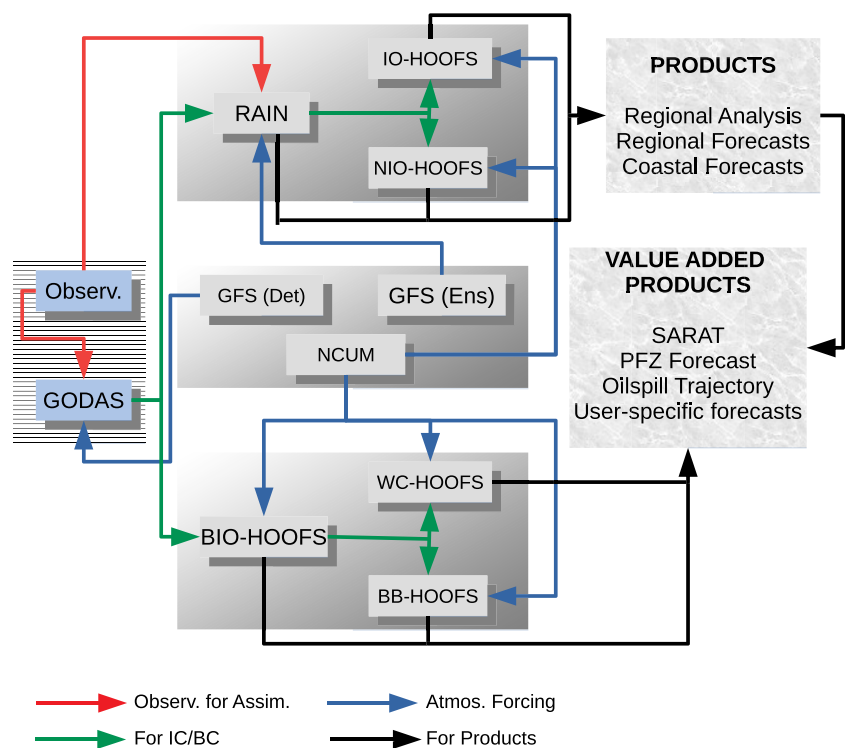 IO-HOOFS
RAIN
NIO-HOOFS
PRODUCTS
Regional Analysis
Regional Forecasts
Coastal Forecasts
Observ.
GODAS
GFS (Det)
GFS (Ens)
NCUM
VALUE ADDED
PRODUCTS
SARAT
PFZ Forecast
Oilspill Trajectory
User-specific forecasts
WC-HOOFS
BIO-HOOFS
BB-HOOFS
Observ. for Assim.
Atmos. Forcing
For IC/BC
For Products